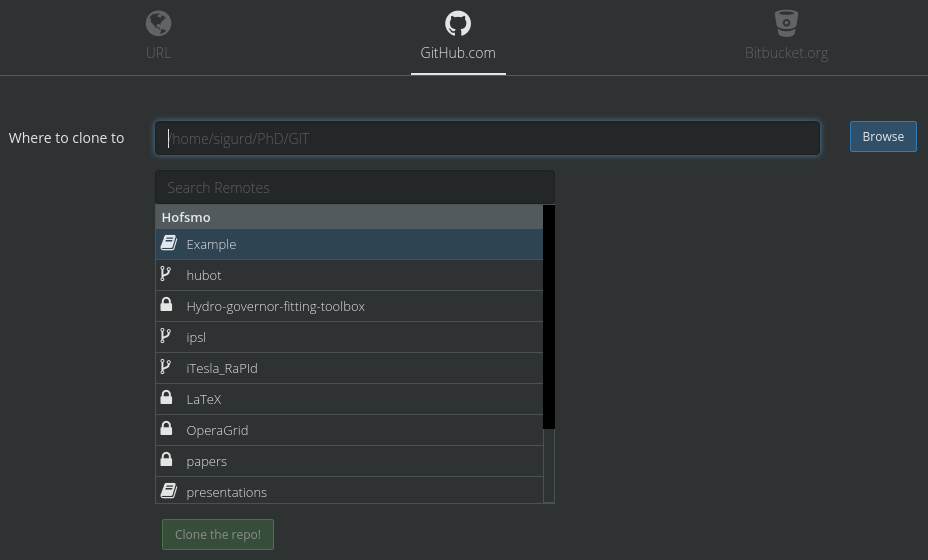 URL
GitHub.com
Bitbucket.org
Where to clone to
/home/sigurd/PhD/GIT
Browse
Search Remotes
Hofsmo
Example
hubot
Hydro-governor-fitting-toolbox
ipsl
iTesla_RaPId
LaTeX
OperaGrid
papers
presentations
Clone the repo!